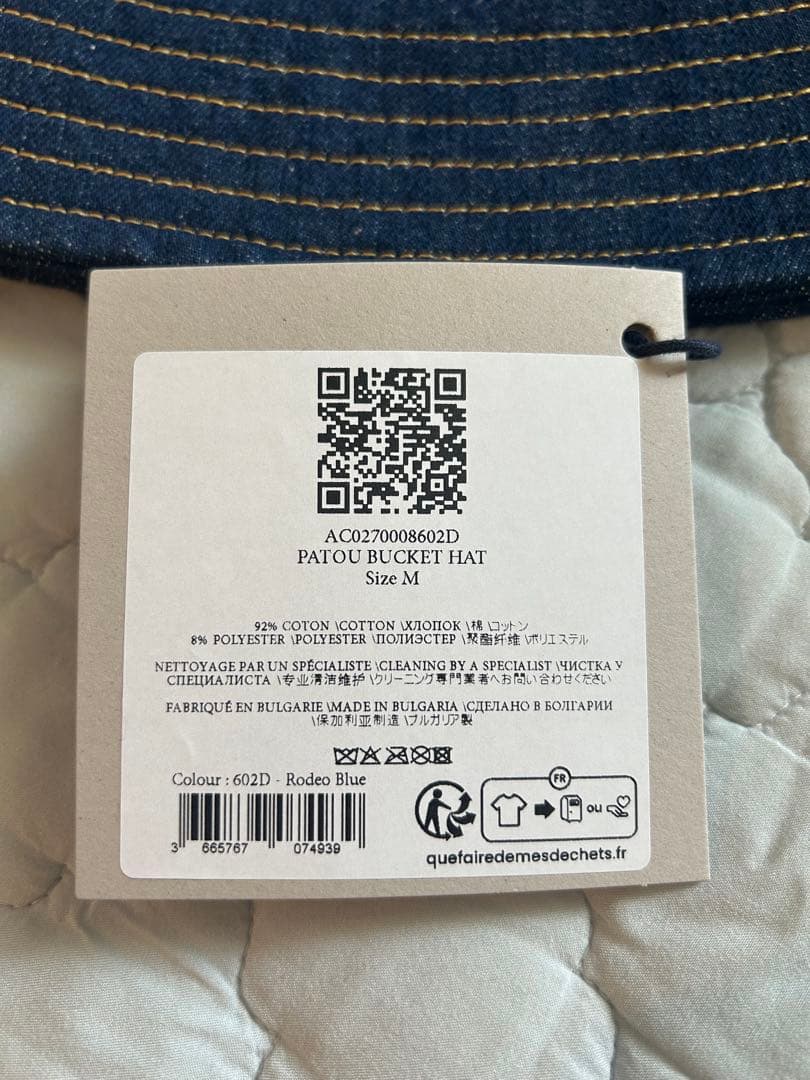 AC0270008602D
PATOU BUCKET HAT
Size M
92% COTON \COTTON \ХЛОПОК \棉 \コットン
8% POLYESTER \POLYESTER \ПОЛИЭСТЕР \聚酯纤维 \ポリエステル
NETTOYAGE PAR UN SPÉCIALISTE \CLEANING BY A SPECIALIST \ЧИСТКА У
СПЕЦИАЛИСТА \专业清洁维护 \クリーニング専門業者へお問い合わせください
FABRIQUÉ EN BULGARIE \MADE IN BULGARIA \СДЕЛАНО В БОЛГАРИИ
\保加利亚制造 \ブルガリア製
Colour : 602D - Rodeo Blue
3 665767 074939
FR
ou
quefairedemesdechets.fr